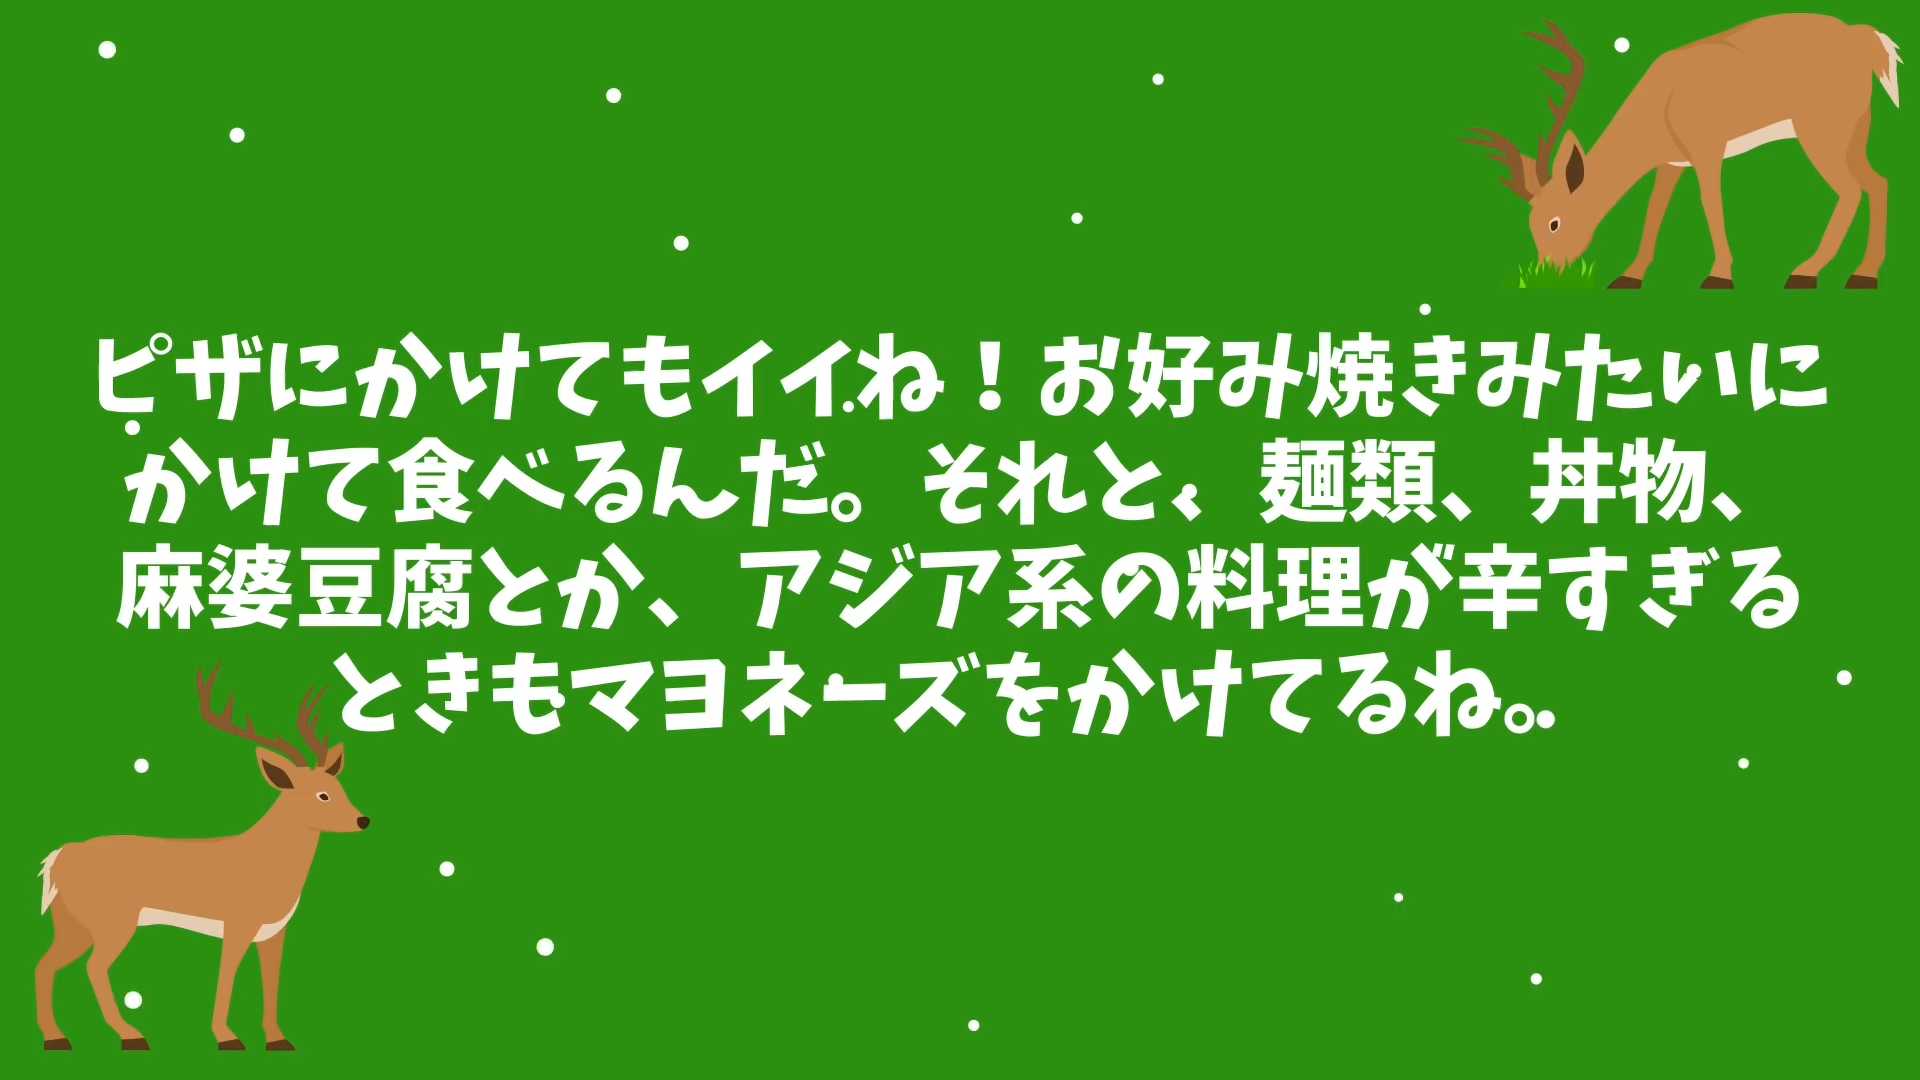 ピザにかけてもイイね！お好み焼きみたいに
かけて食べるんだ。それと、麺類、丼物、
麻婆豆腐とか、アジア系の料理が辛すぎる
ときもマヨネーズをかけてるね。